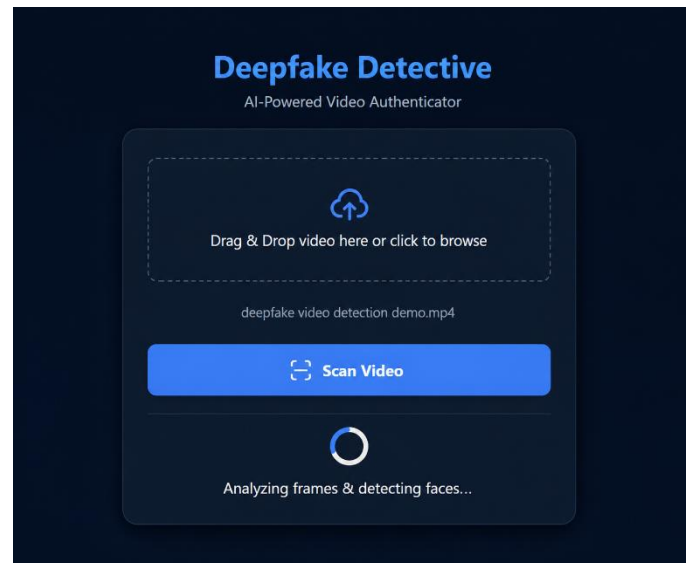 Deepfake Detective
AI-Powered Video Authenticator
Drag & Drop video here or click to browse
deepfake video detection demo.mp4
Scan Video
Analyzing frames & detecting faces...